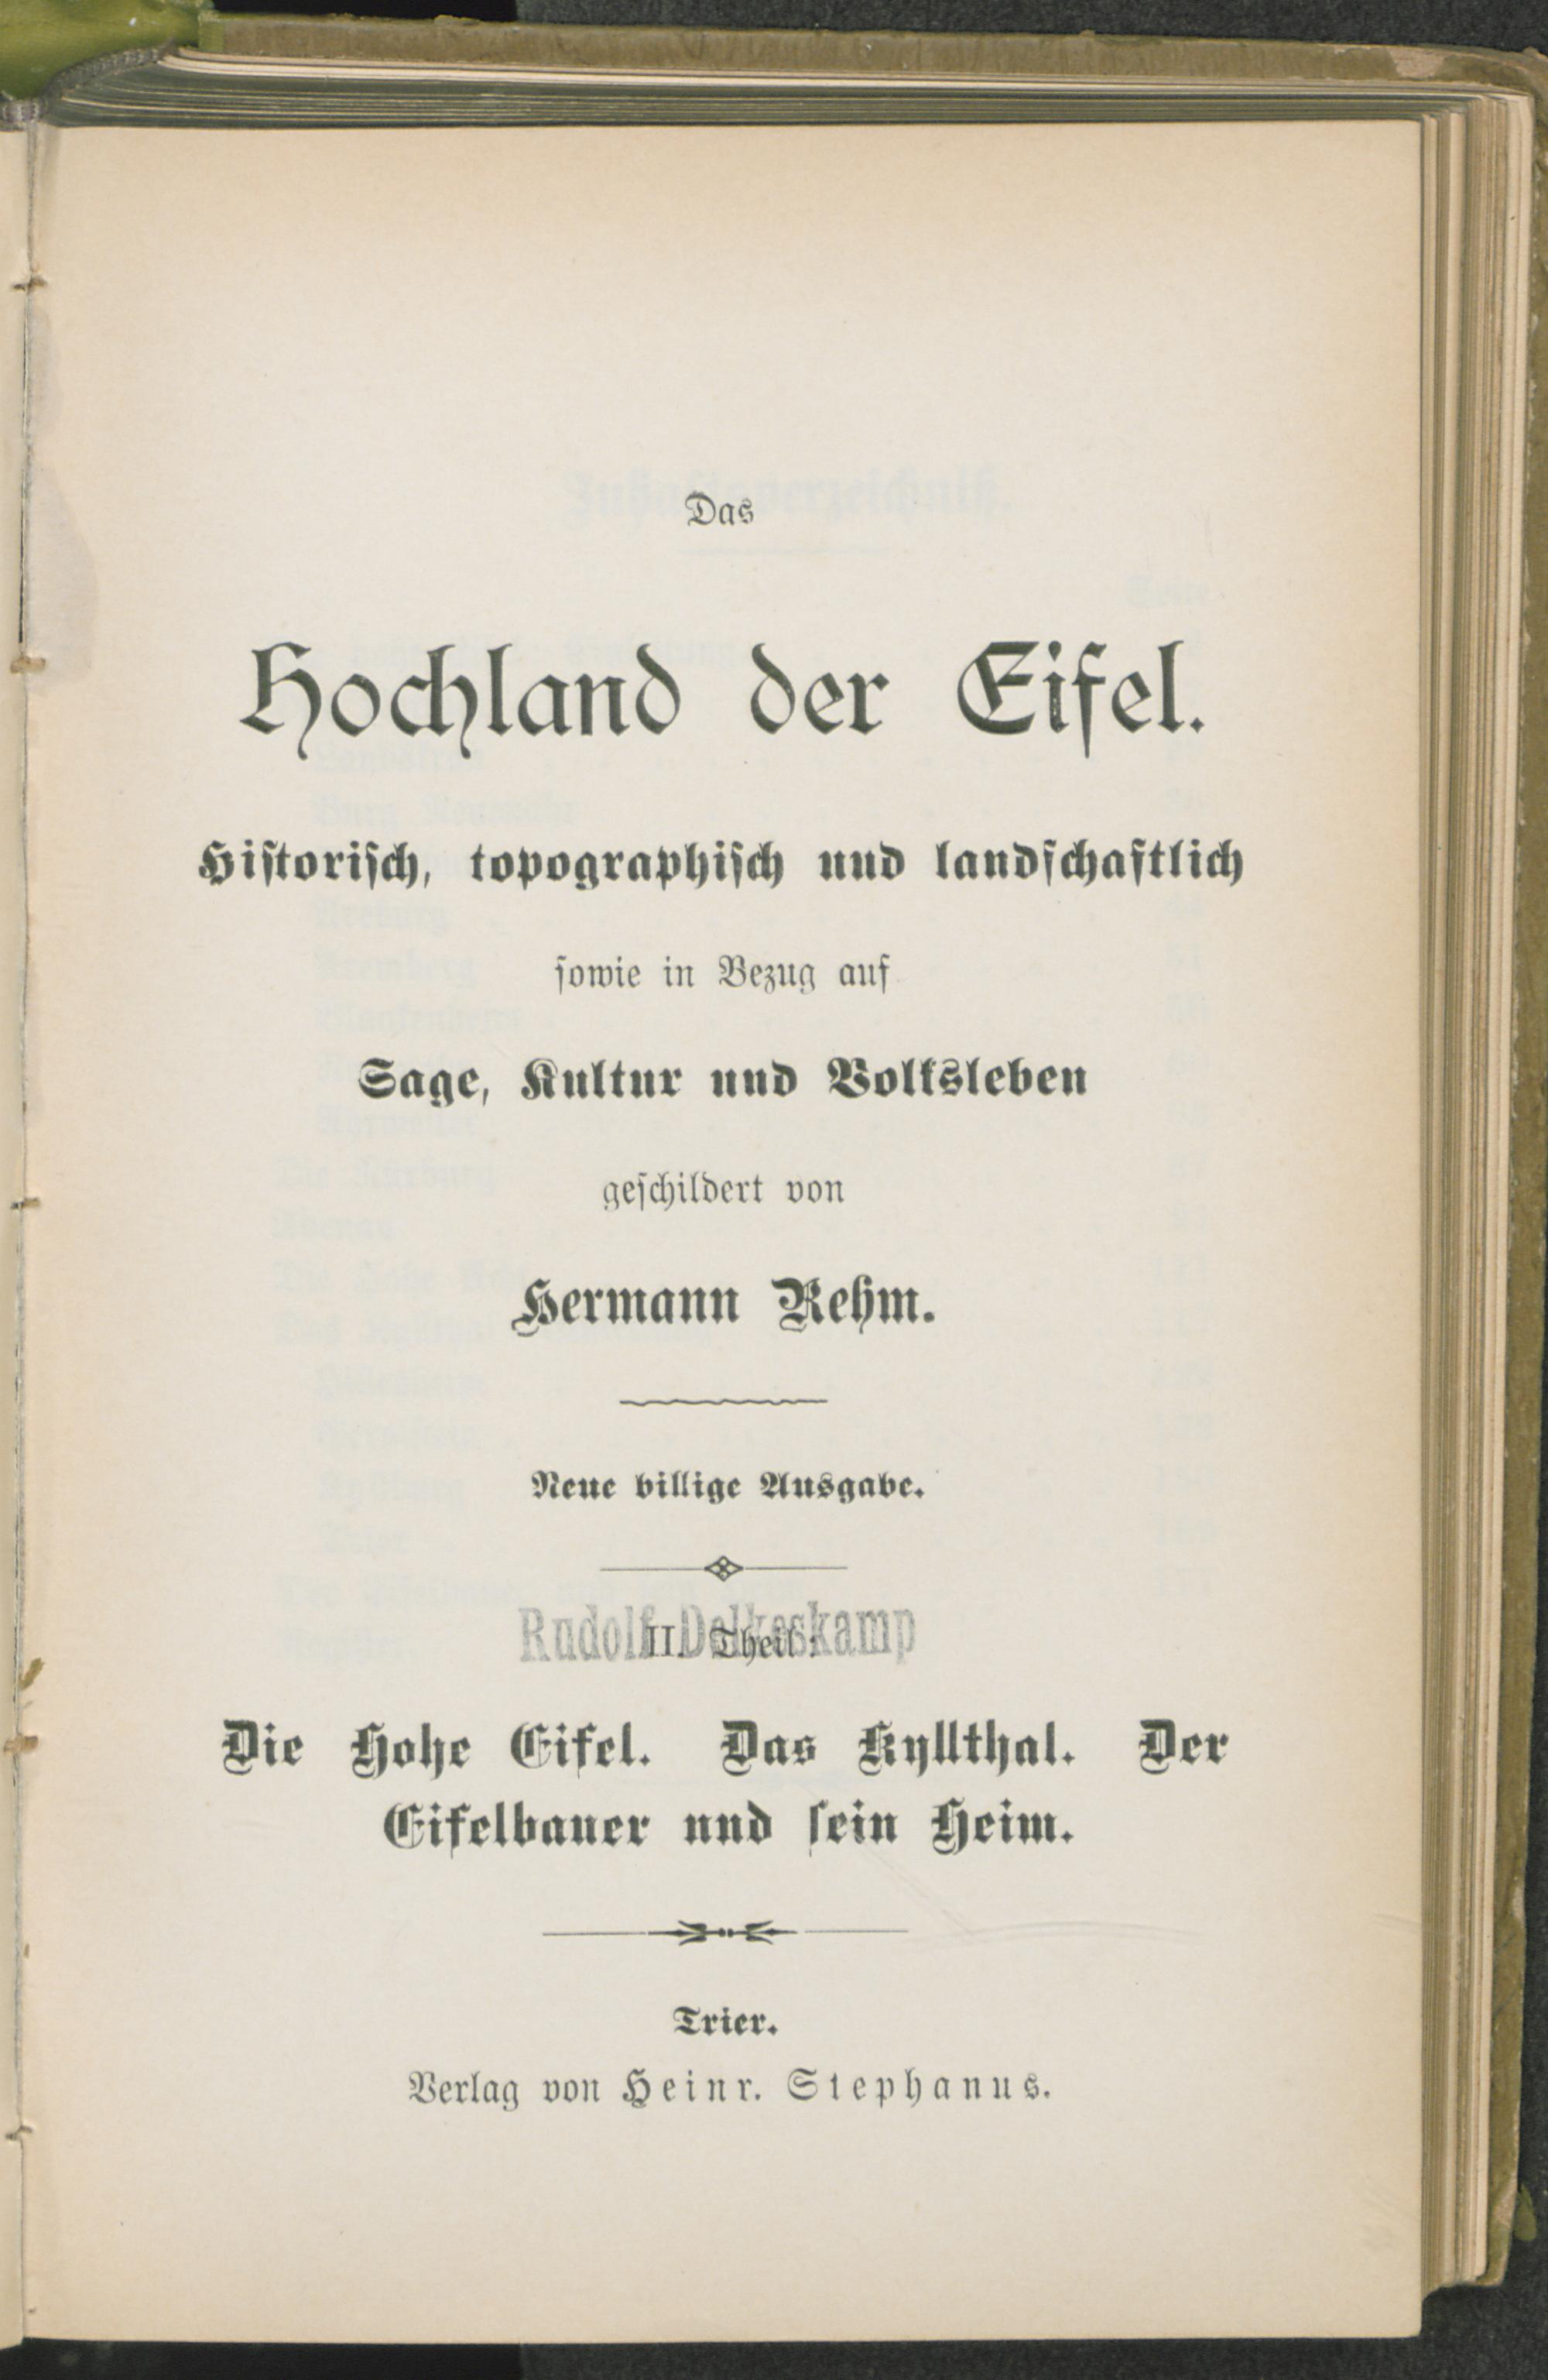 Das
Hochland der Eifel.
Hiſtoriſch, topographiſch und landſchaftlich
ſowie in Bezug auf
Sage, Kultur und Volksleben
geſchildert von
Hermann Rehm.
Neue billige Ausgabe.
Rudolf Delkeskamp
II. Theil:
Die Hohe Eifel. Das Kyllthal. Der
Eifelbauer und ſein Heim.
Trier.
Verlag von Heinr. Stephanus.